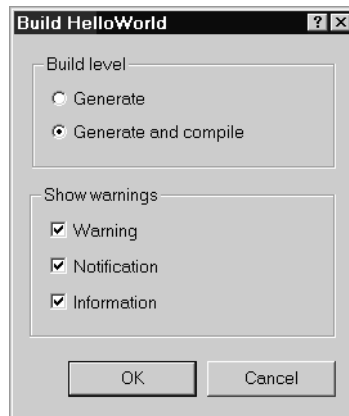 Build HelloWorld
Build level
Generate
Generate and compile
Show warnings
Warning
Notification
Information
OK Cancel